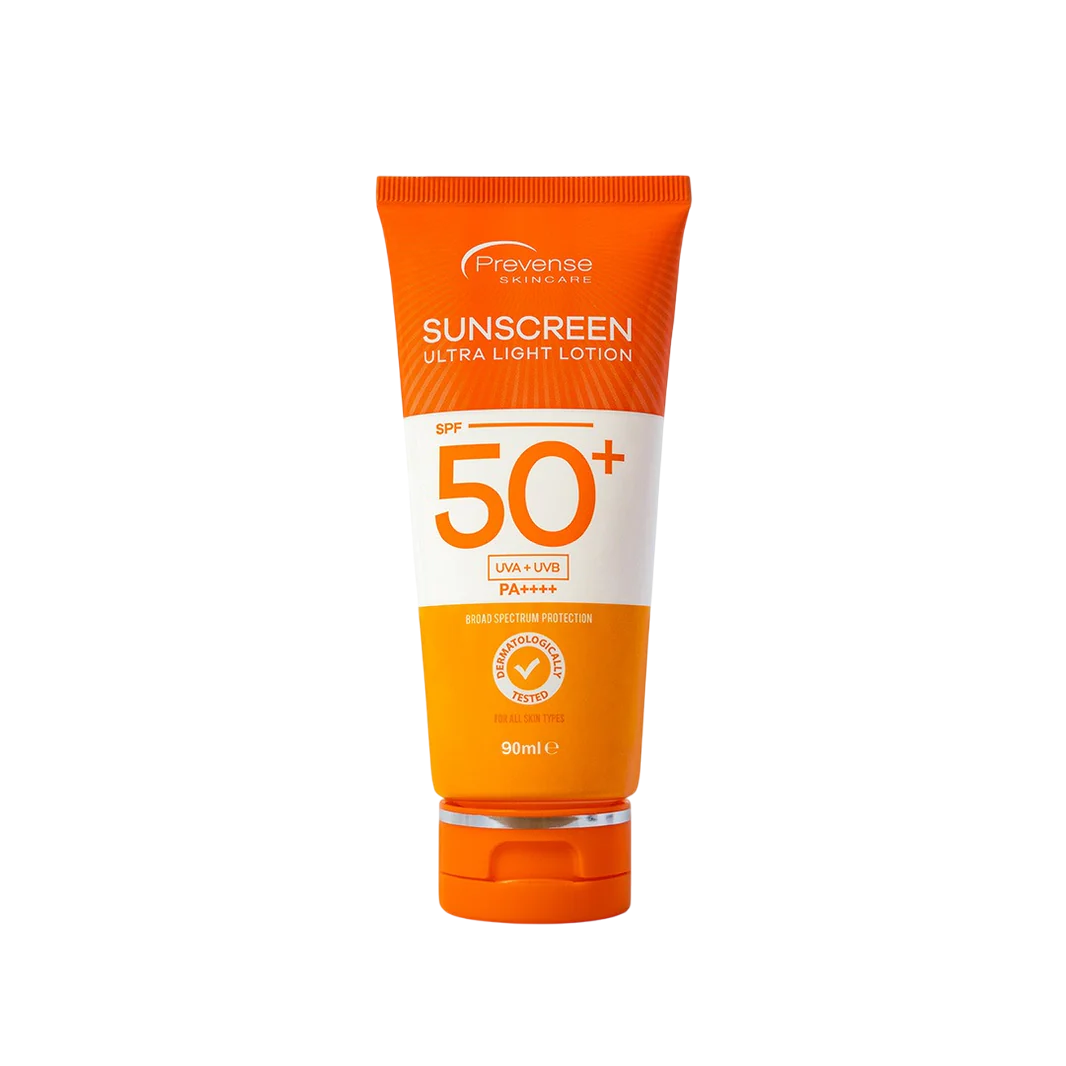 Prevense
SKINCARE
SUNSCREEN
ULTRA LIGHT LOTION
SPF
50+
UVA + UVB
PA++++
BROAD SPECTRUM PROTECTION
DERMATOLOGICALLY
TESTED
FOR ALL SKIN TYPES
90ml ℮